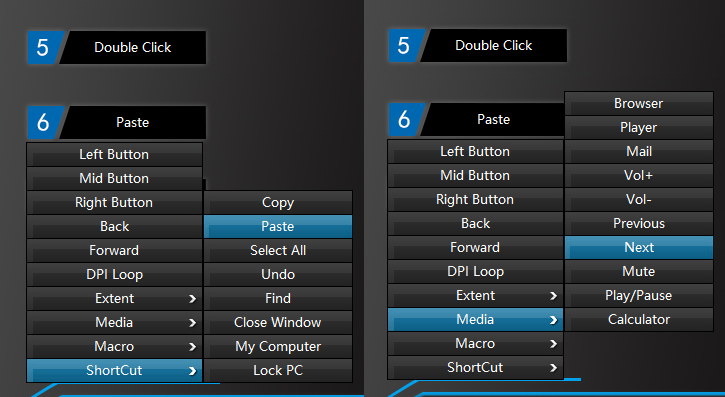 5
Double Click
6
Paste
Left Button
Mid Button
Right Button
Back
Forward
DPI Loop
Extent
Media
Macro
ShortCut
Copy
Paste
Select All
Undo
Find
Close Window
My Computer
Lock PC
5
Double Click
6
Paste
Left Button
Mid Button
Right Button
Back
Forward
DPI Loop
Extent
Media
Macro
ShortCut
Browser
Player
Mail
Vol+
Vol-
Previous
Next
Mute
Play/Pause
Calculator